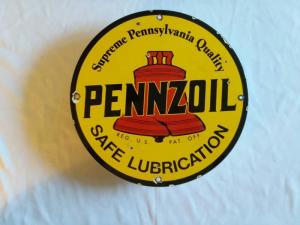 Supreme Pennsylvania Quality
PENNZOIL
REG. U.S. PAT. OFF.
SAFE LUBRICATION